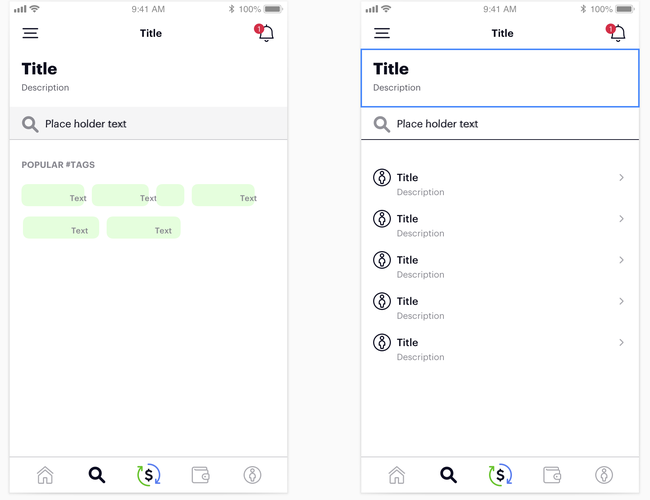 9:41 AM 100%
Title
1
Title
Description
Place holder text
POPULAR #TAGS
Text Text Text
Text Text
$
9:41 AM 100%
Title
1
Title
Description
Place holder text
Title
Description
Title
Description
Title
Description
Title
Description
Title
Description
$